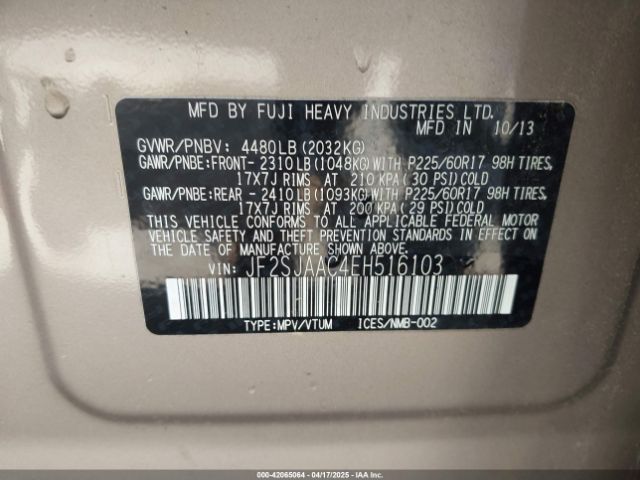 MFD BY FUJI HEAVY INDUSTRIES LTD.
MFD IN 10/13
GVWR/PNBV: 4480LB(2032KG)
GAWR/PNBE:FRONT-2310LB(1048KG)WITH P225/60R17 98H TIRES,
17X7J RIMS AT 210 KPA(30 PSI)COLD
GAWR/PNBE:REAR -2410LB(1093KG)WITH P225/60R17 98H TIRES,
17X7J RIMS AT 200 KPA(29 PSI)COLD
THIS VEHICLE CONFORMS TO ALL APPLICABLE FEDERAL MOTOR
VEHICLE SAFETY AND THEFT PREVENTION STANDARDS IN EFFECT ON
THE DATE OF MANUFACTURE SHOWN ABOVE.
VIN: JF2SJAAC4EH516103
TYPE:MPV/VTUM ICES/NMB-002
000-42065064 - 04/17/2025 - IAAI.COM